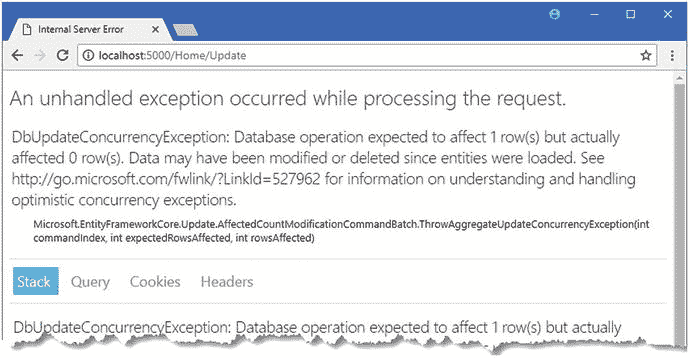 Internal Server Error
localhost:5000/Home/Update
An unhandled exception occurred while processing the request.
DbUpdateConcurrencyException: Database operation expected to affect 1 row(s) but actually
affected 0 row(s). Data may have been modified or deleted since entities were loaded. See
http://go.microsoft.com/fwlink/?LinkId=527962 for information on understanding and handling
optimistic concurrency exceptions.
Microsoft.EntityFrameworkCore.Update.AffectedCountModificationCommandBatch.ThrowAggregateUpdateConcurrencyException(int
commandIndex, int expectedRowsAffected, int rowsAffected)
Stack Query Cookies Headers
DbUpdateConcurrencyException: Database operation expected to affect 1 row(s) but actually